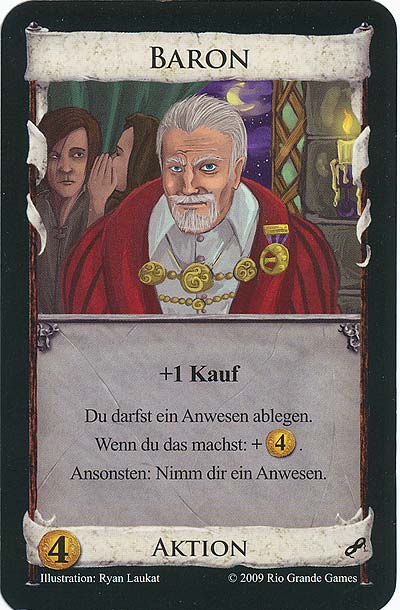 BARON
+1 Kauf
Du darfst ein Anwesen ablegen.
Wenn du das machst: + 4 .
Ansonsten: Nimm dir ein Anwesen.
4 AKTION
Illustration: Ryan Laukat © 2009 Rio Grande Games